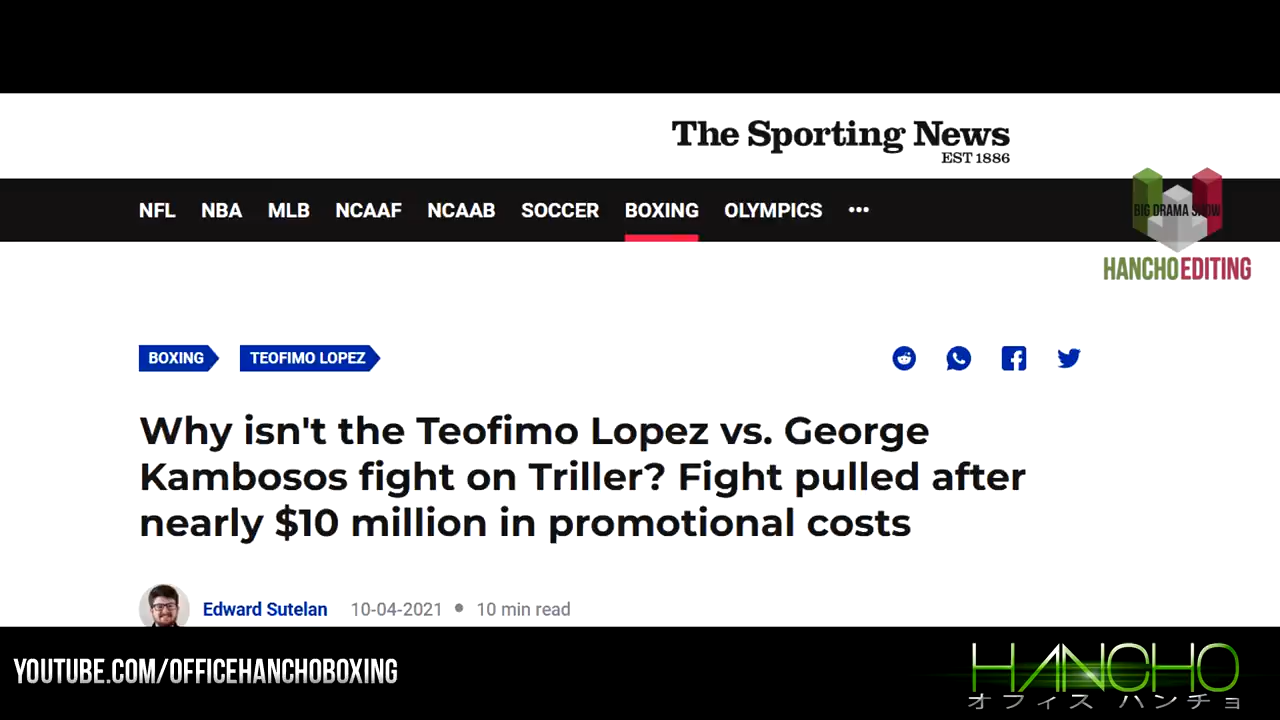 The Sporting News
EST 1886
NFL NBA MLB NCAAF NCAAB SOCCER BOXING OLYMPICS •••
BIG DRAMA SHOW
HANCHOEDITING
BOXING TEOFIMO LOPEZ
Why isn't the Teofimo Lopez vs. George
Kambosos fight on Triller? Fight pulled after
nearly $10 million in promotional costs
Edward Sutelan 10-04-2021 • 10 min read
YOUTUBE.COM/OFFICEHANCHOBOXING
HANCHO
オフィス ハンチョ